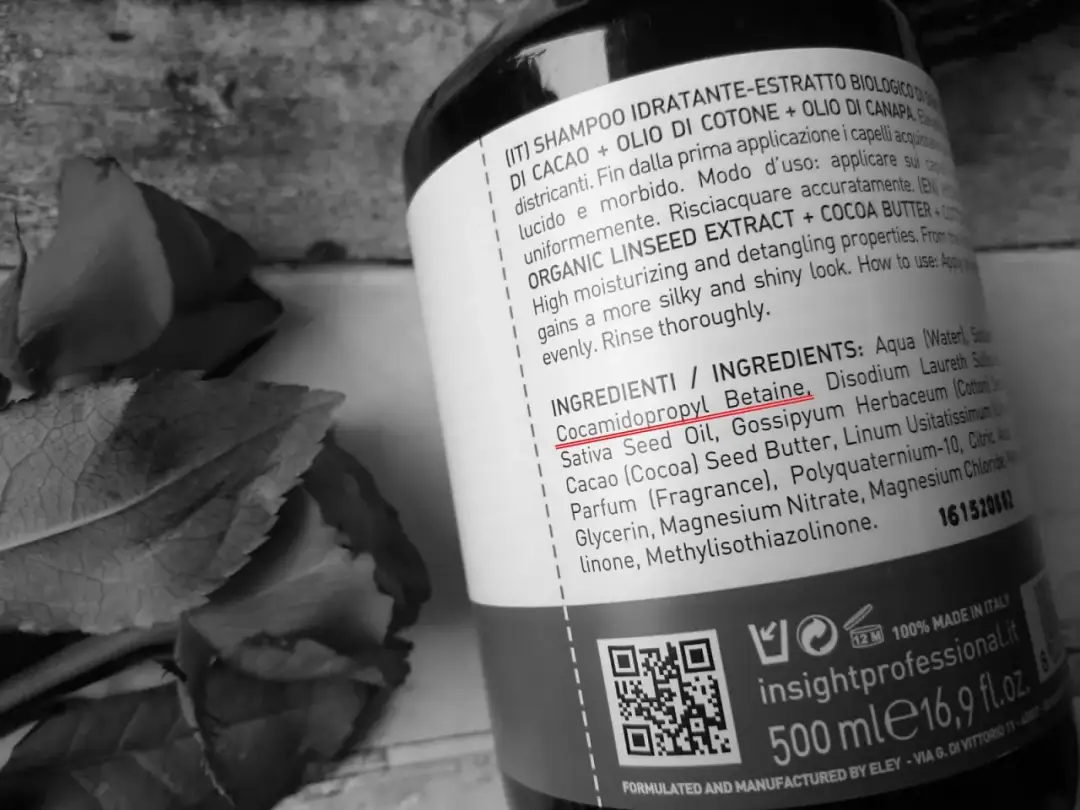 (IT) SHAMPOO IDRATANTE-ESTRATTO BIOLOGICO DI
DI CACAO + OLIO DI COTONE + OLIO DI CANAPA.
districanti. Fin dalla prima applicazione i capelli
lucido e morbido. Modo d'uso: applicare sui
uniformemente. Risciacquare accuratamente. (EN)
ORGANIC LINSEED EXTRACT + COCOA BUTTER +
High moisturizing and detangling properties. From
gains a more silky and shiny look. How to use: Apply
evenly. Rinse thoroughly.
INGREDIENTI / INGREDIENTS: Aqua (Water),
Cocamidopropyl Betaine, Disodium Laureth
Sativa Seed Oil, Gossipyum Herbaceum (Cotton)
Cacao (Cocoa) Seed Butter, Linum Usitatissimum
Parfum (Fragrance), Polyquaternium-10, Citric
Glycerin, Magnesium Nitrate, Magnesium Chloride,
linone, Methylisothiazolinone.
161520882
12 M 100% MADE IN ITALY
insightprofessional.it
500 ml e 16,9 fl.oz.
FORMULATED AND MANUFACTURED BY ELEY - VIA G. DI VITTORIO